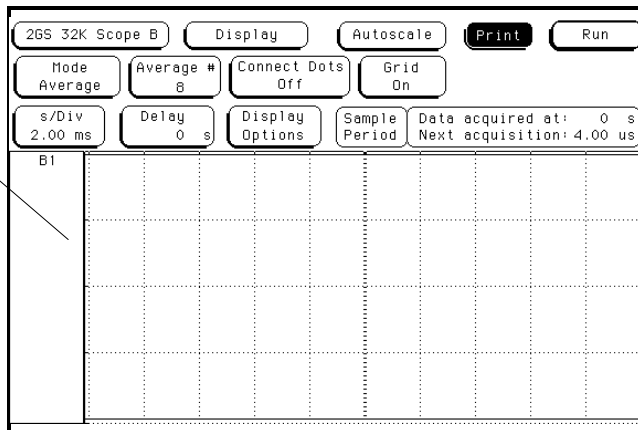 2GS 32K Scope B Display Autoscale Print Run
Mode Average # Connect Dots Grid
Average 8 Off On
s/Div Delay Display Sample Data acquired at: 0 s
2.00 ms 0 s Options Period Next acquisition: 4.00 us
B1